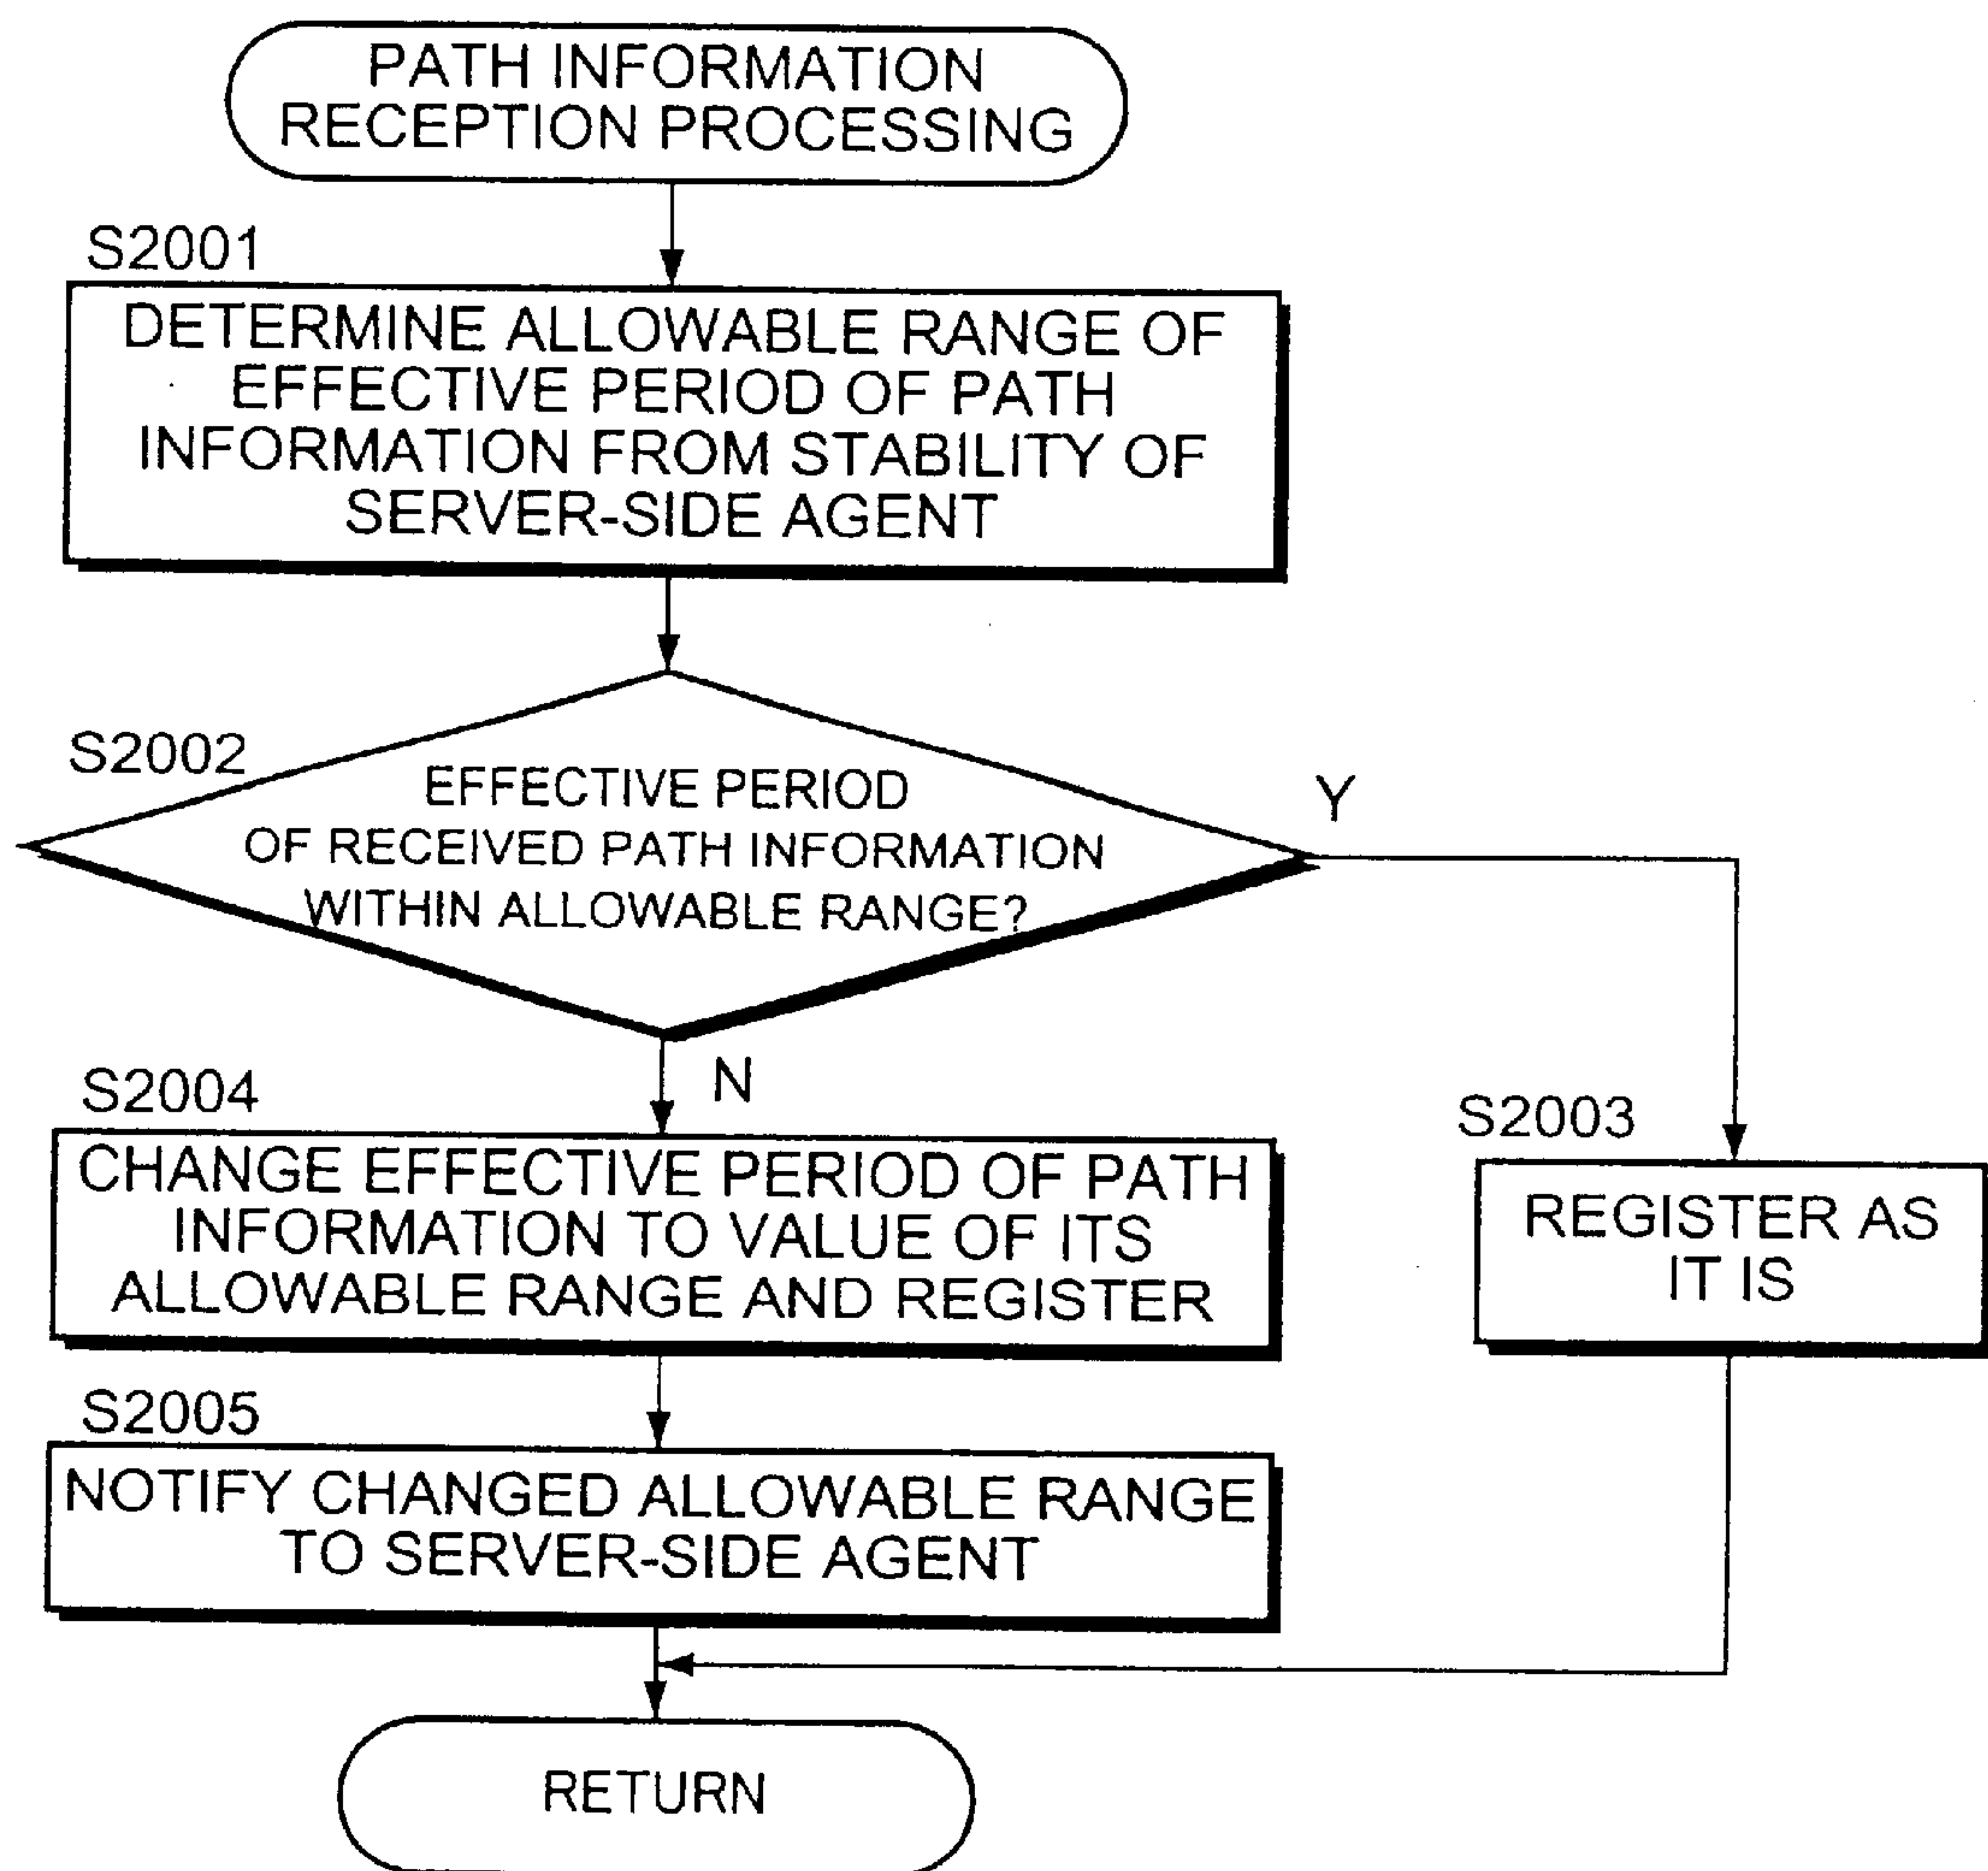 PATH INFORMATION
RECEPTION PROCESSING
S2001
DETERMINE ALLOWABLE RANGE OF
EFFECTIVE PERIOD OF PATH
INFORMATION FROM STABILITY OF
SERVER-SIDE AGENT
S2002
EFFECTIVE PERIOD
OF RECEIVED PATH INFORMATION
WITHIN ALLOWABLE RANGE?
Y
N
S2004
CHANGE EFFECTIVE PERIOD OF PATH
INFORMATION TO VALUE OF ITS
ALLOWABLE RANGE AND REGISTER
S2003
REGISTER AS
IT IS
S2005
NOTIFY CHANGED ALLOWABLE RANGE
TO SERVER-SIDE AGENT
RETURN